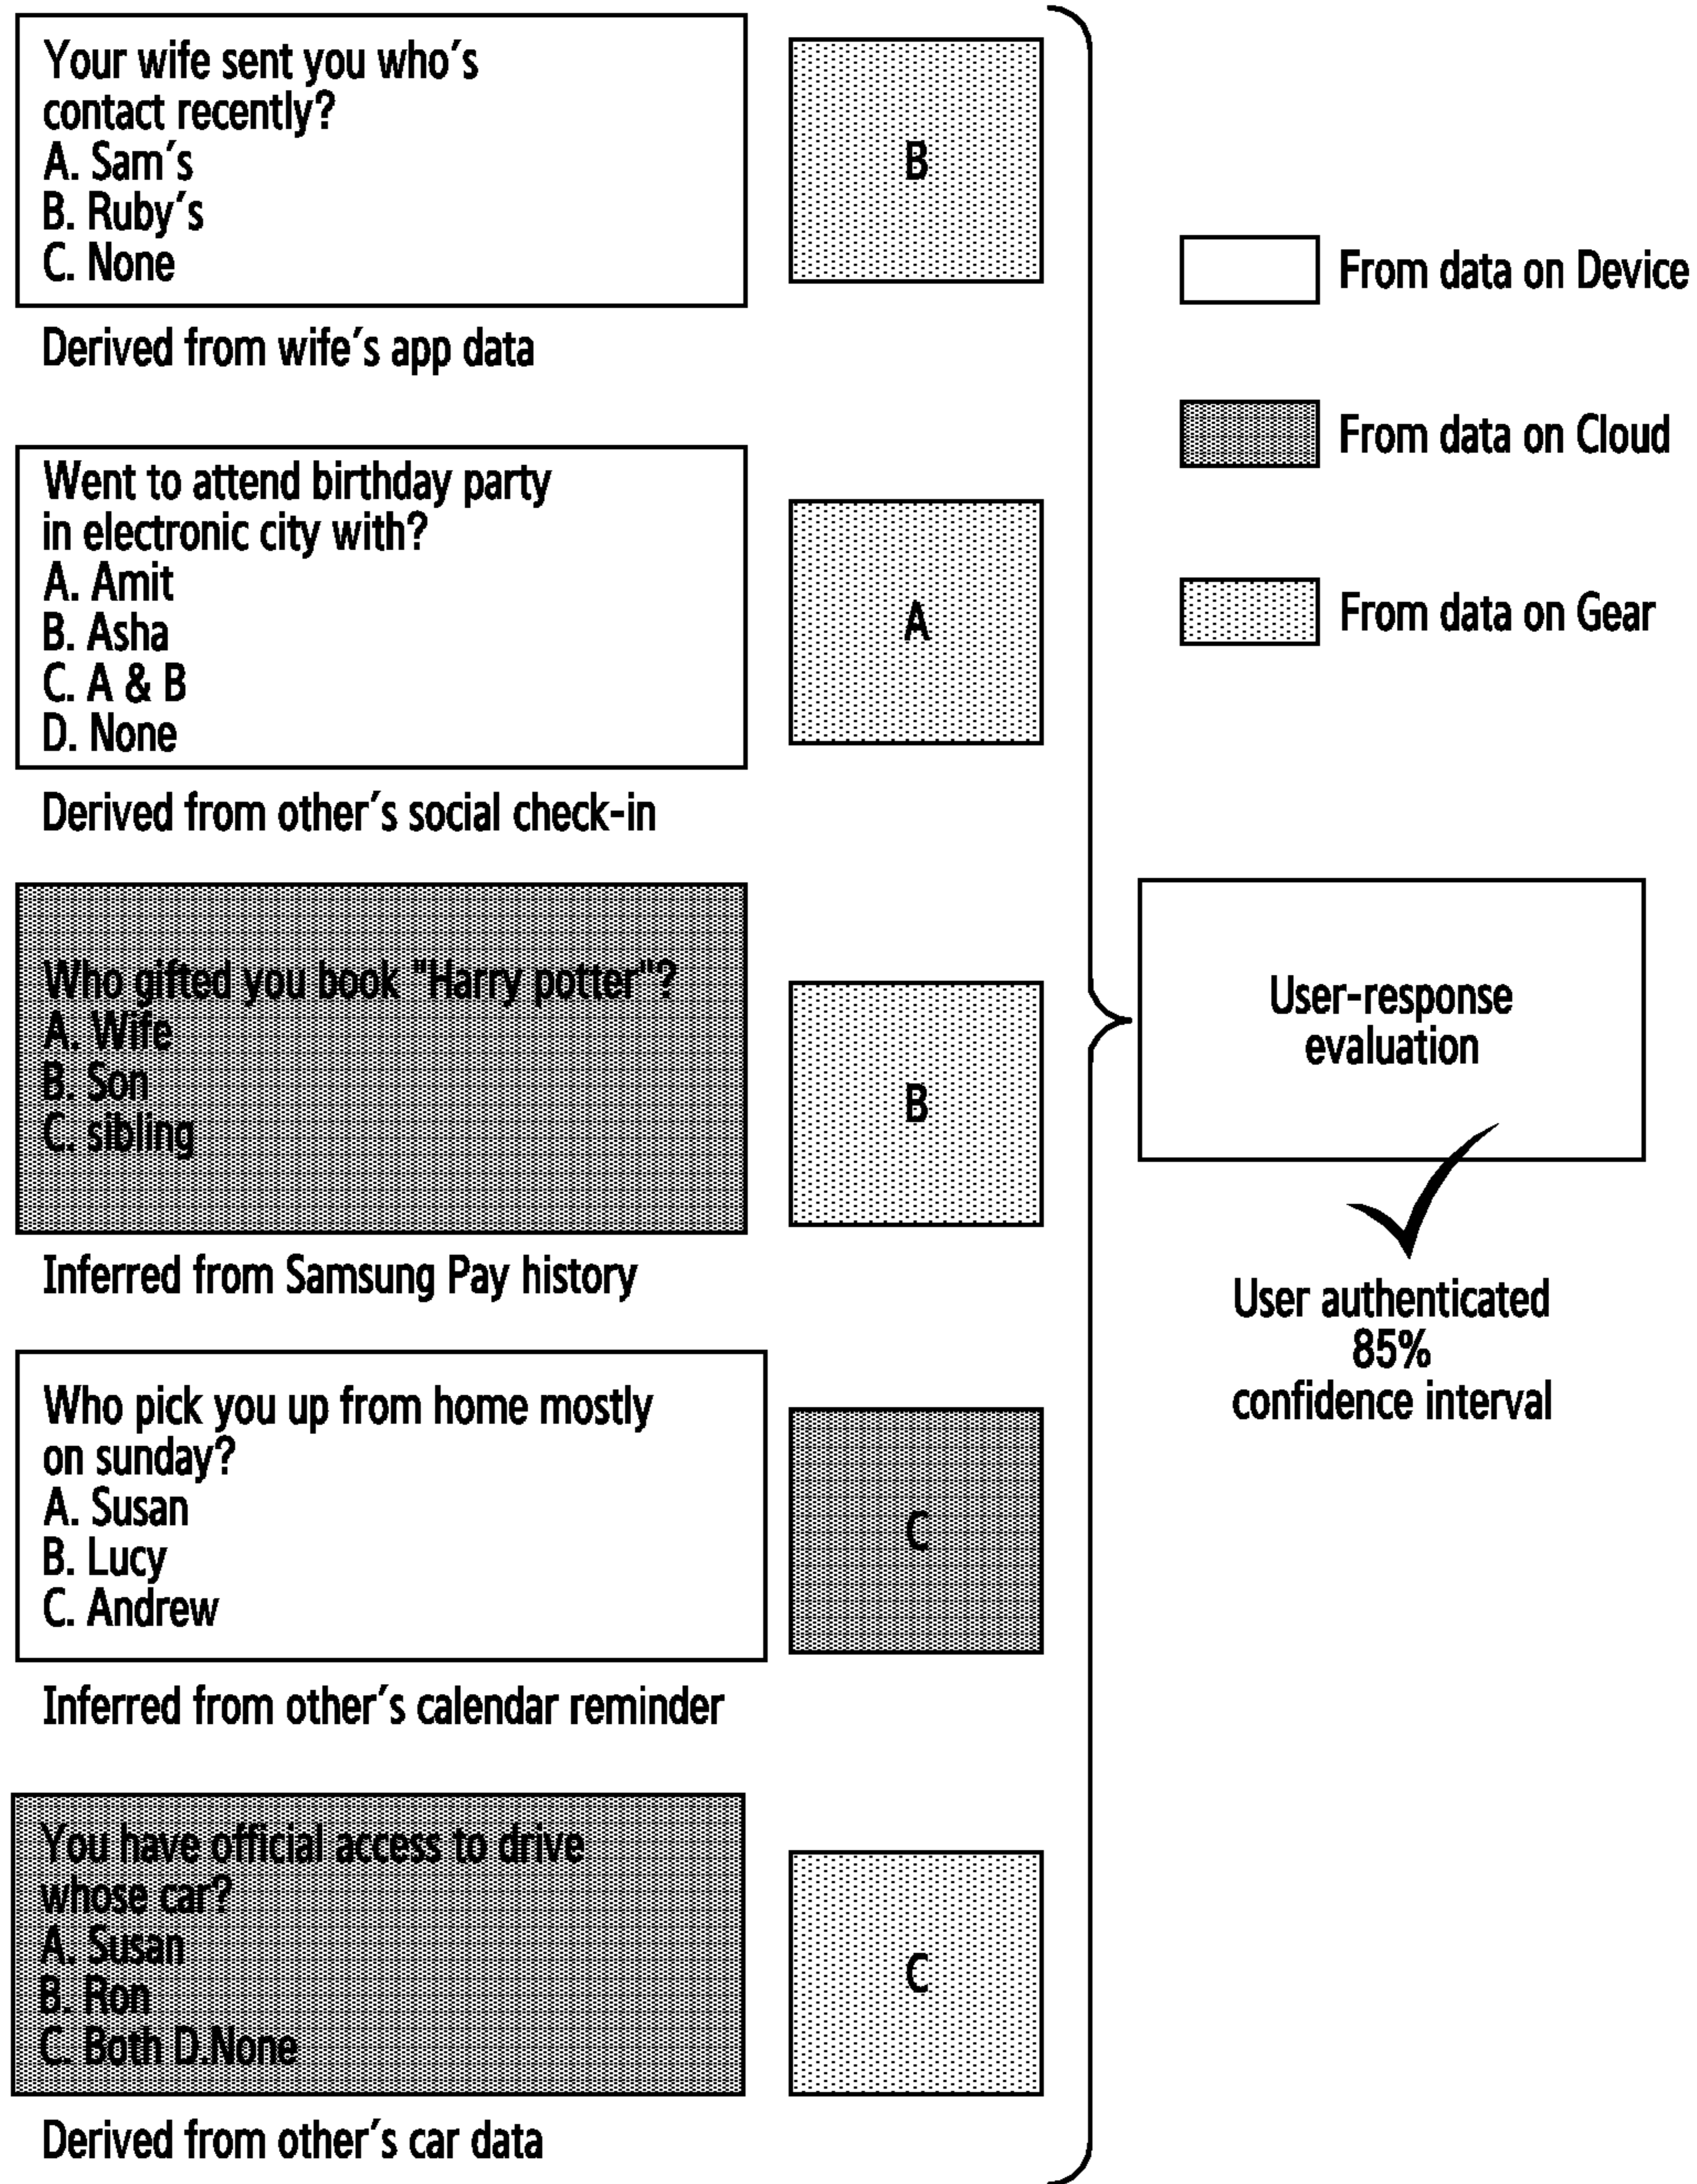 Your wife sent you who′s
contact recently?
A. Sam′s
B. Ruby′s
C. None
B
Derived from wife′s app data
Went to attend birthday party
in electronic city with?
A. Amit
B. Asha
C. A & B
D. None
A
Derived from other′s social check-in
Who gifted you book "Harry potter"?
A. Wife
B. Son
C. sibling
B
Inferred from Samsung Pay history
Who pick you up from home mostly
on sunday?
A. Susan
B. Lucy
C. Andrew
C
Inferred from other′s calendar reminder
You have official access to drive
whose car?
A. Susan
B. Ron
C. Both D.None
C
Derived from other′s car data
From data on Device
From data on Cloud
From data on Gear
User-response
evaluation
User authenticated
85%
confidence interval